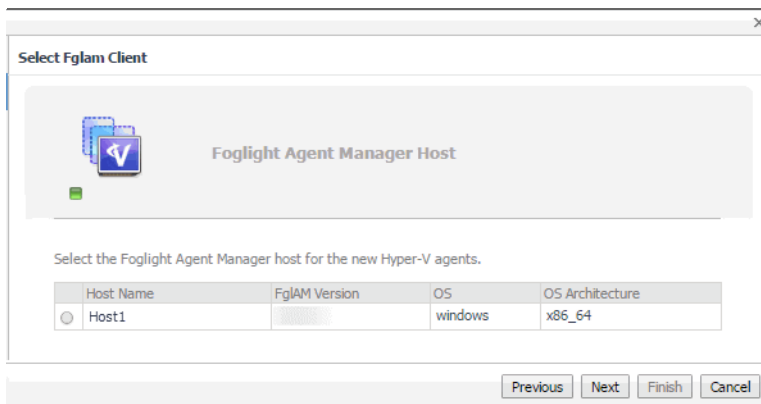 Select Fglam Client
Foglight Agent Manager Host
Select the Foglight Agent Manager host for the new Hyper-V agents.
Host Name FglAM Version OS OS Architecture
Host1 windows x86_64
Previous Next Finish Cancel